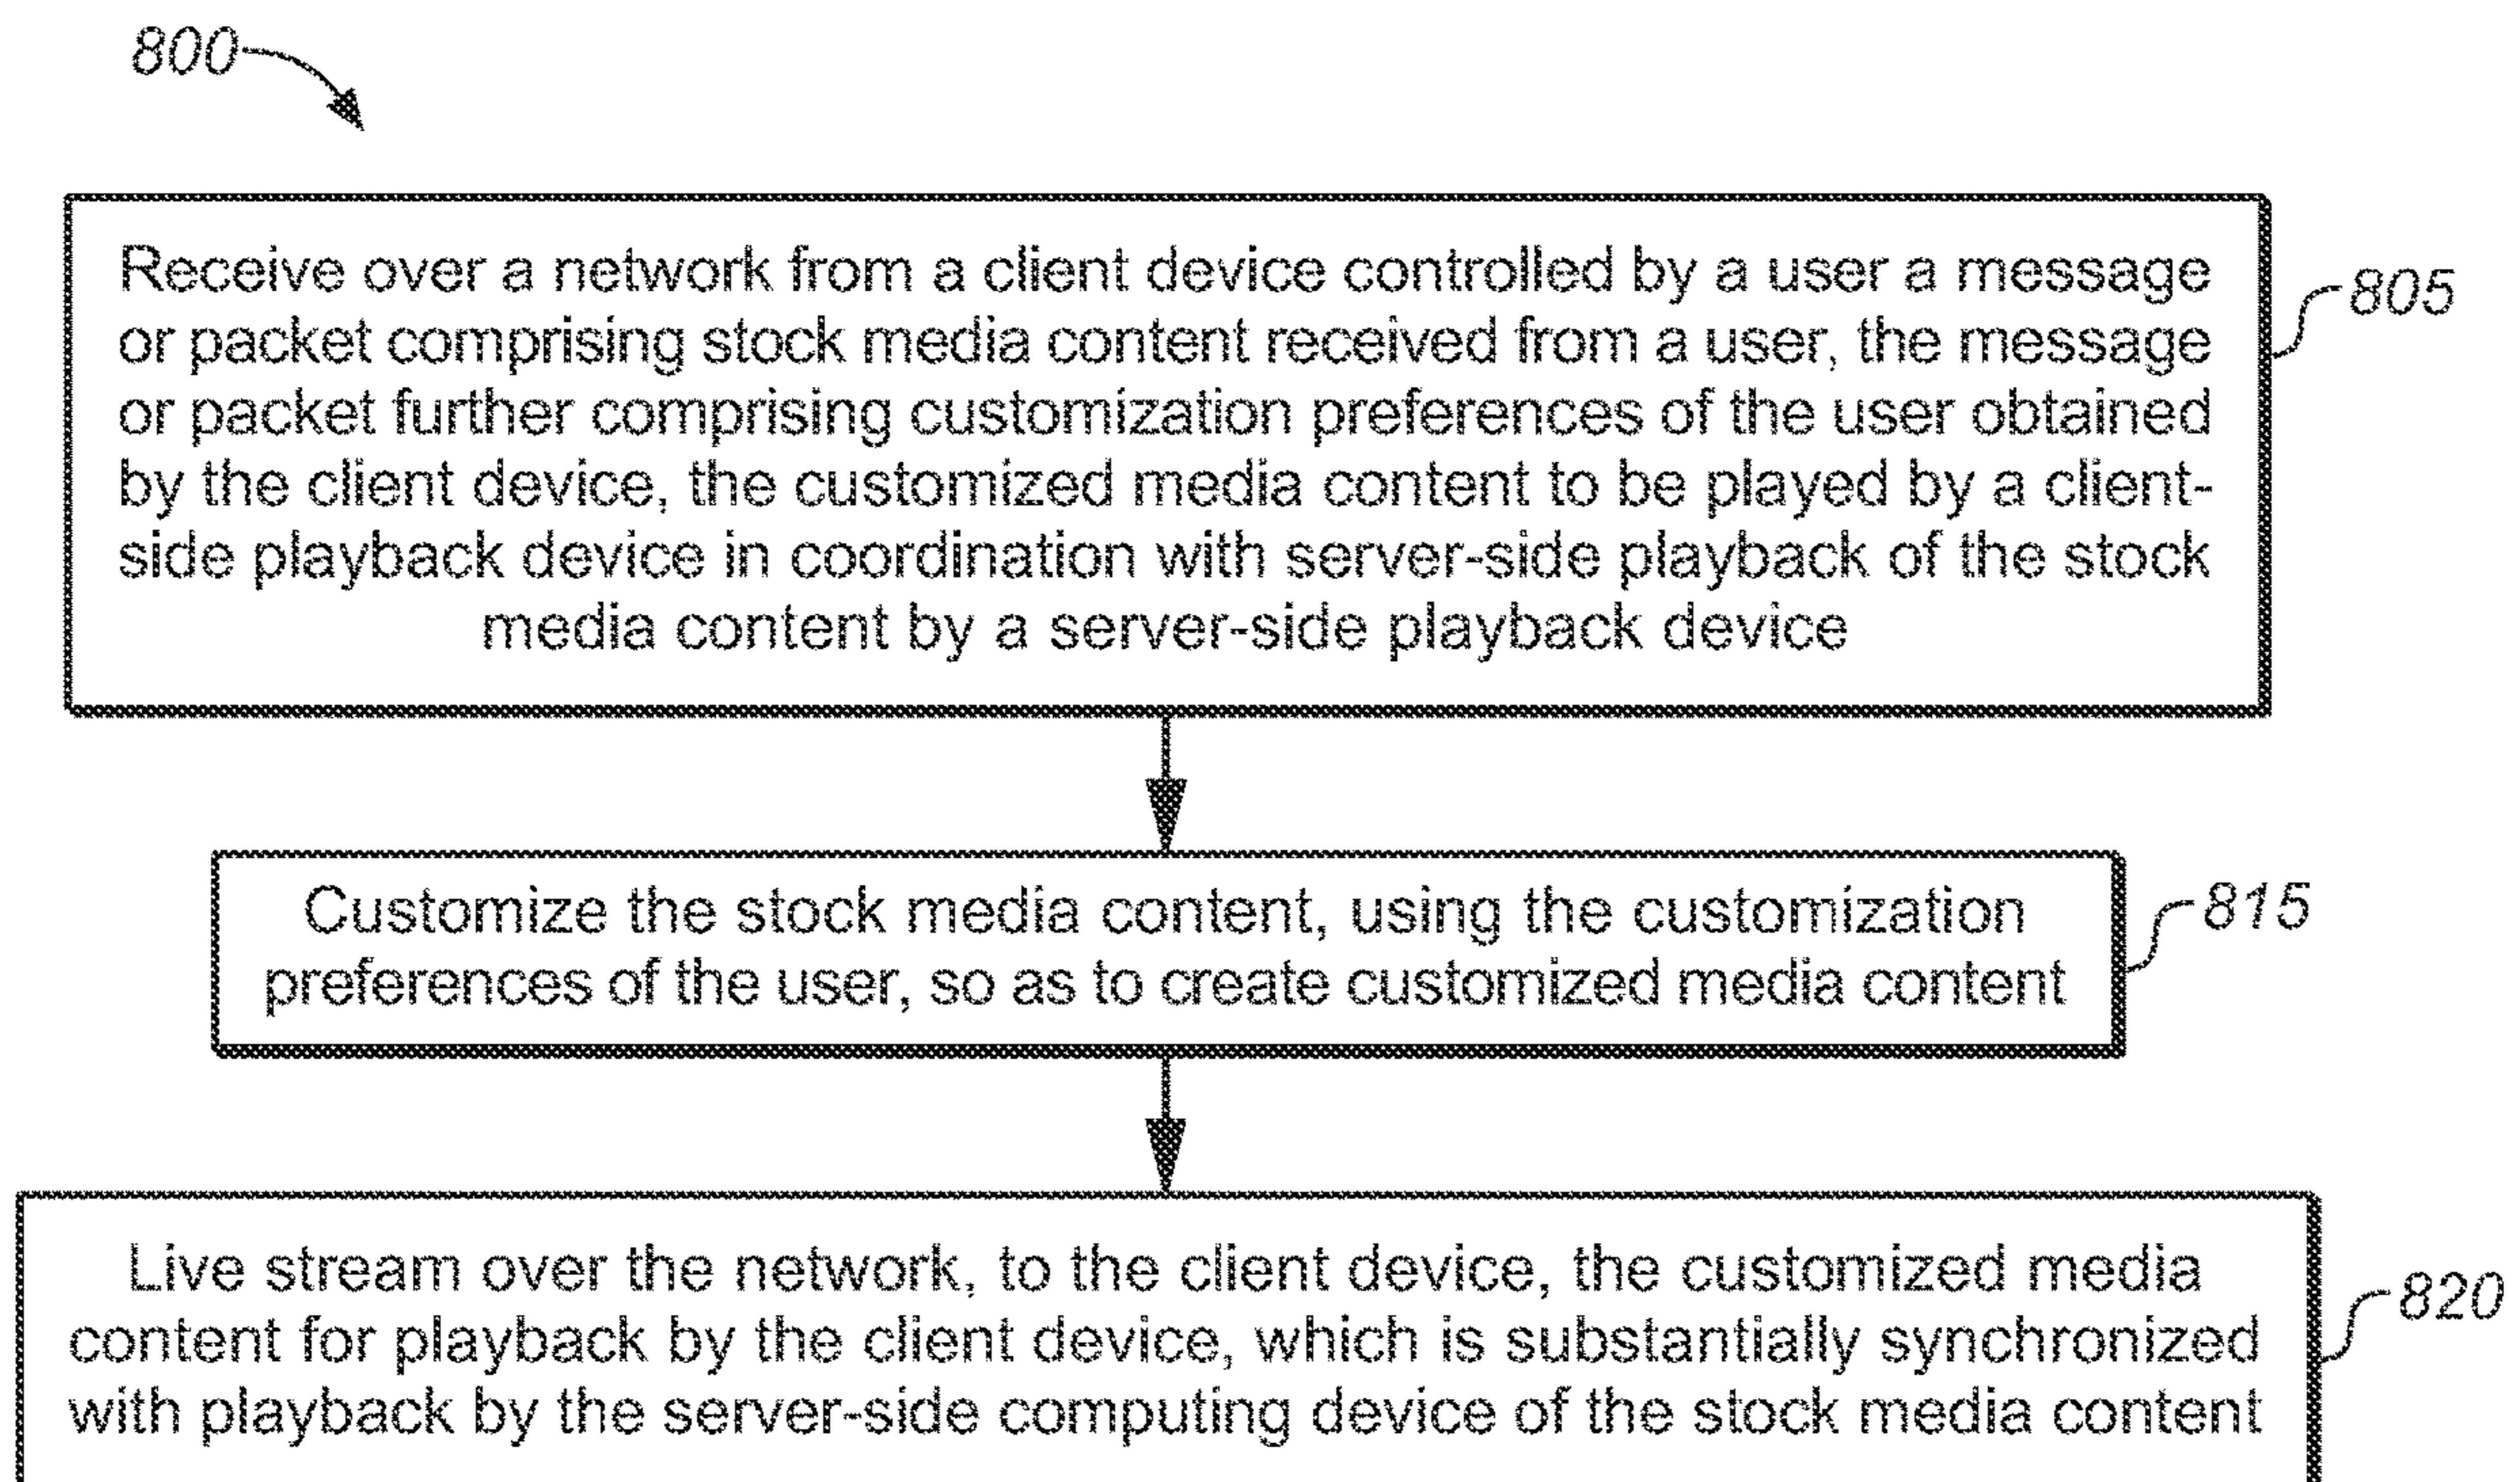 800
Receive over a network from a client device controlled by a user a message
or packet comprising stock media content received from a user, the message
or packet further comprising customization preferences of the user obtained
by the client device, the customized media content to be played by a client-
side playback device in coordination with server-side playback of the stock
media content by a server-side playback device
805
Customize the stock media content, using the customization
preferences of the user, so as to create customized media content
815
Live stream over the network, to the client device, the customized media
content for playback by the client device, which is substantially synchronized
with playback by the server-side computing device of the stock media content
820